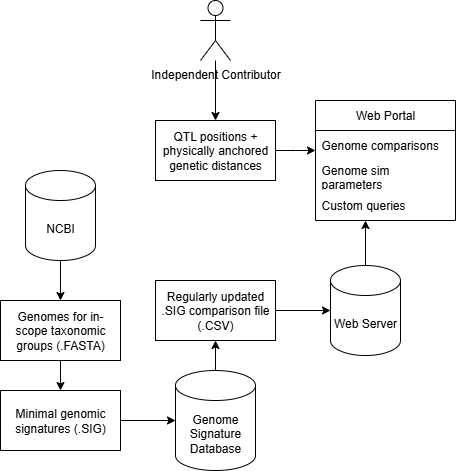 Independent Contributor
QTL positions +
physically anchored
genetic distances
Web Portal
Genome comparisons
Genome sim
parameters
Custom queries
NCBI
Genomes for in-
scope taxonomic
groups (.FASTA)
Regularly updated
.SIG comparison file
(.CSV)
Web Server
Minimal genomic
signatures (.SIG)
Genome
Signature
Database